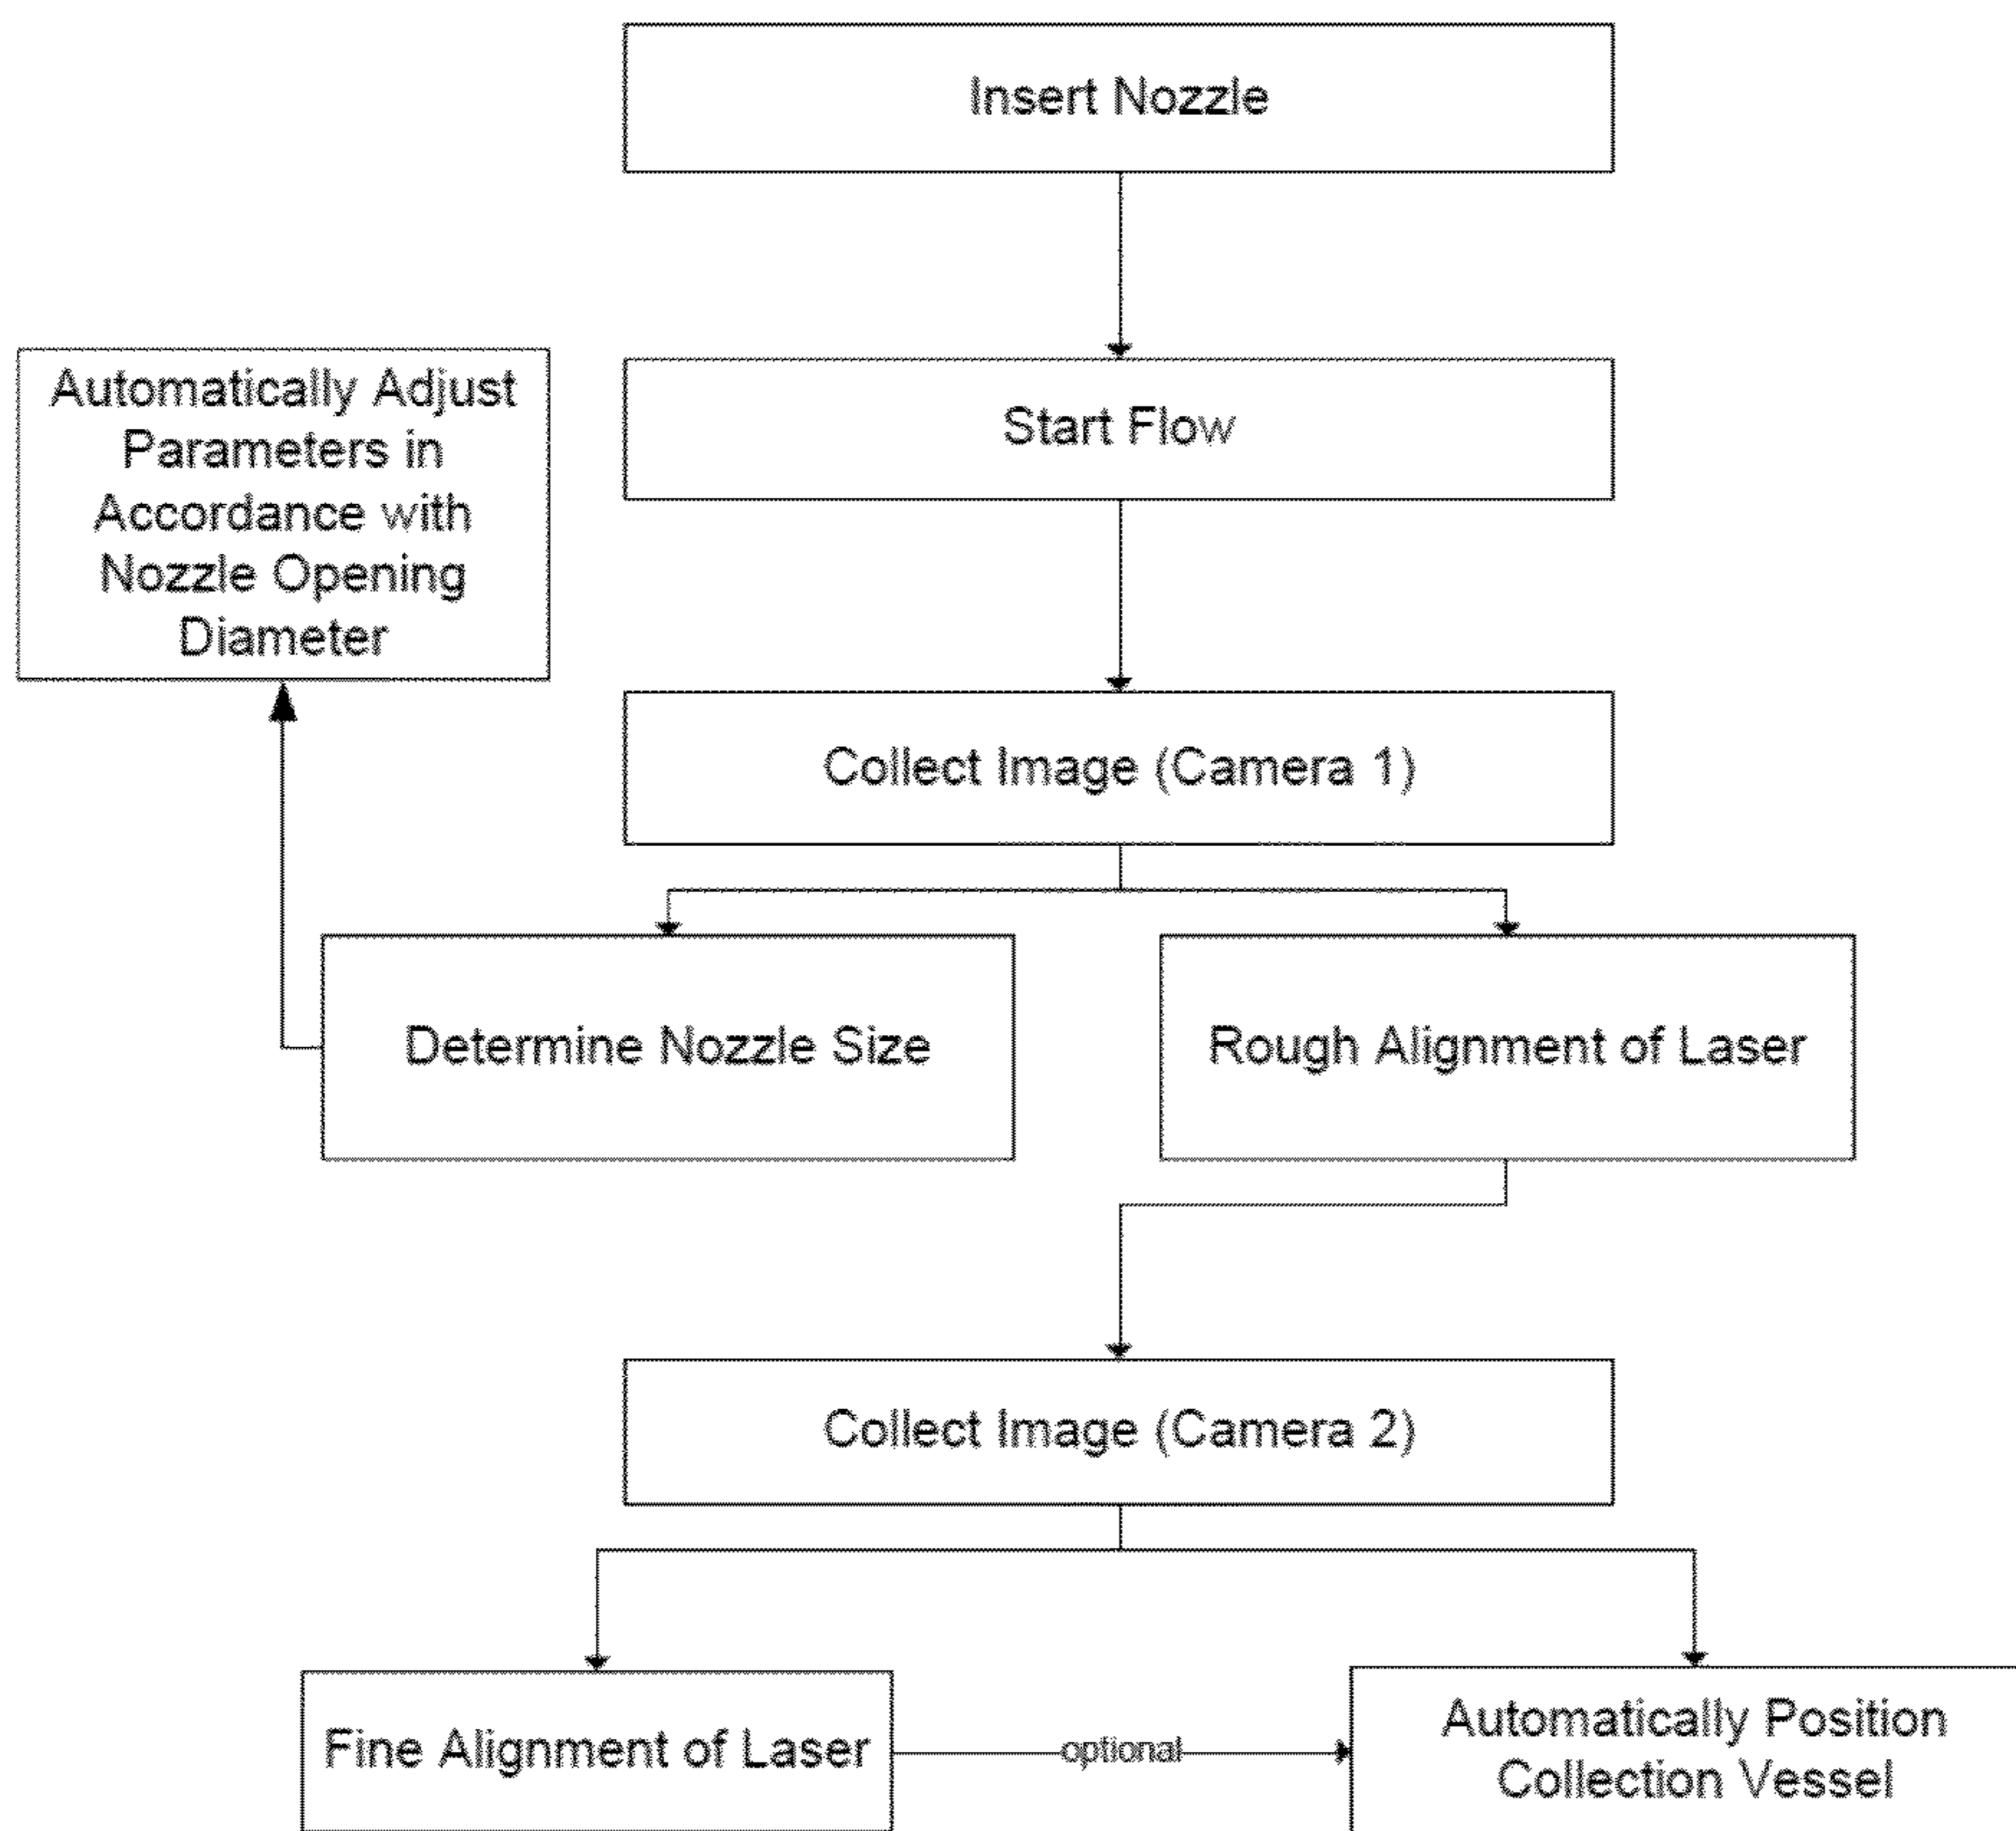 Insert Nozzle
Automatically Adjust
Parameters in
Accordance with
Nozzle Opening
Diameter
Start Flow
Collect Image (Camera 1)
Determine Nozzle Size
Rough Alignment of Laser
Collect Image (Camera 2)
Fine Alignment of Laser
optional
Automatically Position
Collection Vessel